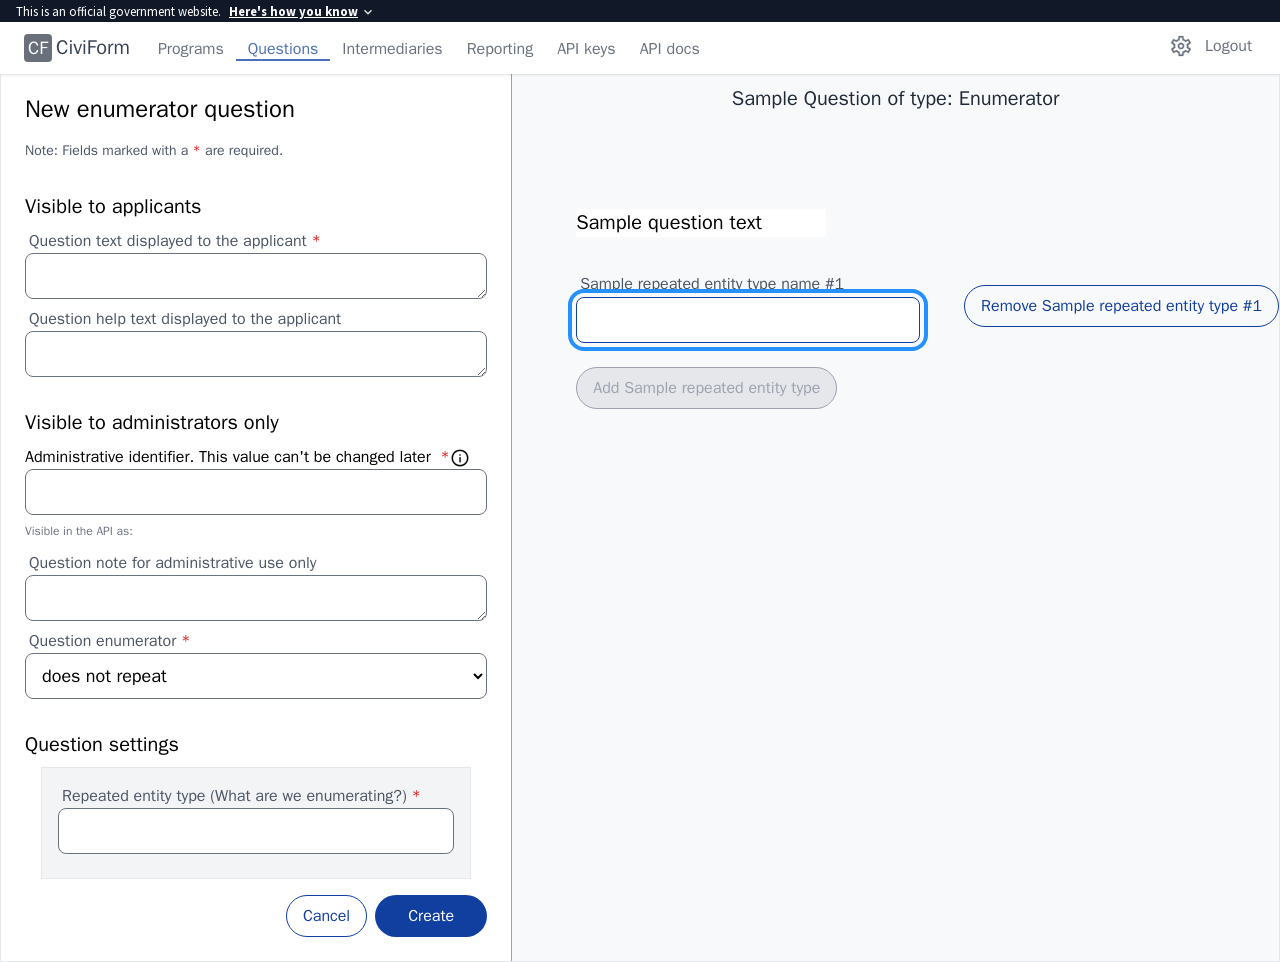 This is an official government website. Here's how you know
CF CiviForm Programs Questions Intermediaries Reporting API keys API docs Logout
New enumerator question
Note: Fields marked with a * are required.
Visible to applicants
Question text displayed to the applicant *
Question help text displayed to the applicant
Visible to administrators only
Administrative identifier. This value can't be changed later *
Visible in the API as:
Question note for administrative use only
Question enumerator *
does not repeat
Question settings
Repeated entity type (What are we enumerating?) *
Cancel Create
Sample Question of type: Enumerator
Sample question text
Sample repeated entity type name #1
Remove Sample repeated entity type #1
Add Sample repeated entity type